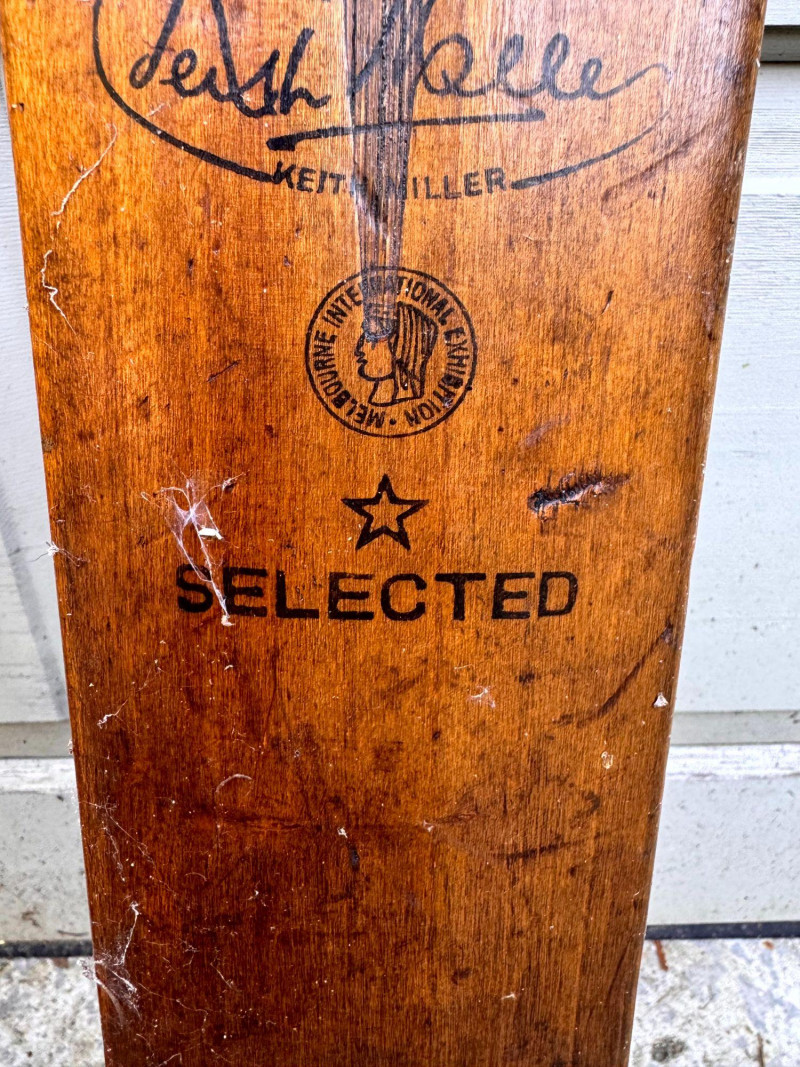 Keith Miller
KEITH MILLER
MELBOURNE INTERNATIONAL EXHIBITION
SELECTED